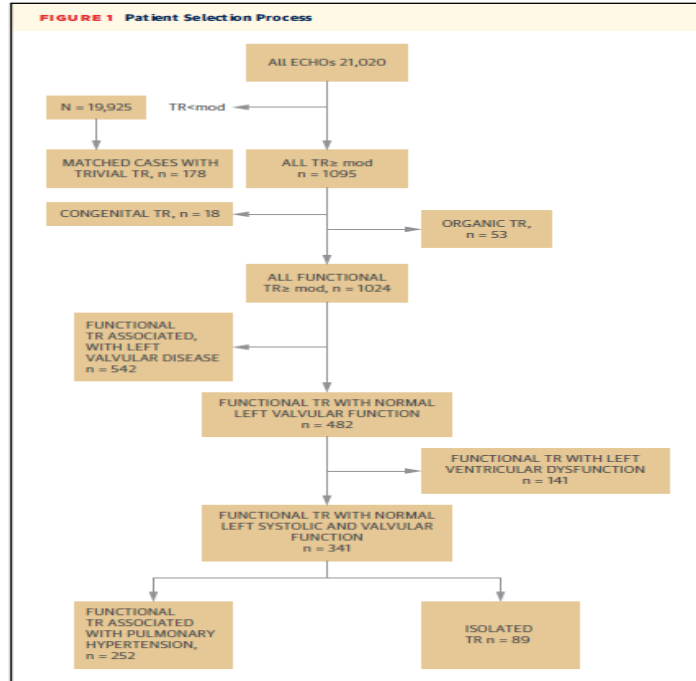 FIGURE 1 Patient Selection Process
All ECHOs 21,020
N = 19,925
TR<mod
MATCHED CASES WITH
TRIVIAL TR, n = 178
ALL TR≥ mod
n = 1095
CONGENITAL TR, n = 18
ORGANIC TR,
n = 53
ALL FUNCTIONAL
TR≥ mod, n = 1024
FUNCTIONAL
TR ASSOCIATED,
WITH LEFT
VALVULAR DISEASE
n = 542
FUNCTIONAL TR WITH NORMAL
LEFT VALVULAR FUNCTION
n = 482
FUNCTIONAL TR WITH LEFT
VENTRICULAR DYSFUNCTION
n = 141
FUNCTIONAL TR WITH NORMAL
LEFT SYSTOLIC AND VALVULAR
FUNCTION
n = 341
FUNCTIONAL
TR ASSOCIATED
WITH PULMONARY
HYPERTENSION,
n = 252
ISOLATED
TR n = 89